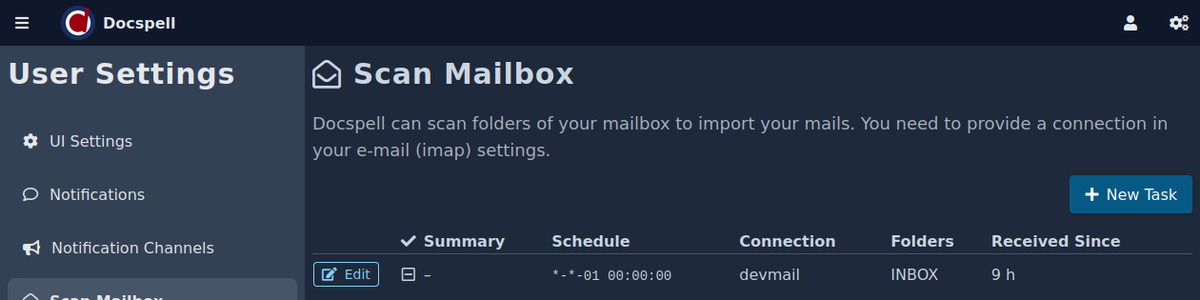 Docspell
User Settings
UI Settings
Notifications
Notification Channels
Scan Mailbox
Scan Mailbox
Docspell can scan folders of your mailbox to import your mails. You need to provide a connection in
your e-mail (imap) settings.
New Task
Summary Schedule Connection Folders Received Since
Edit – *-*-01 00:00:00 devmail INBOX 9 h